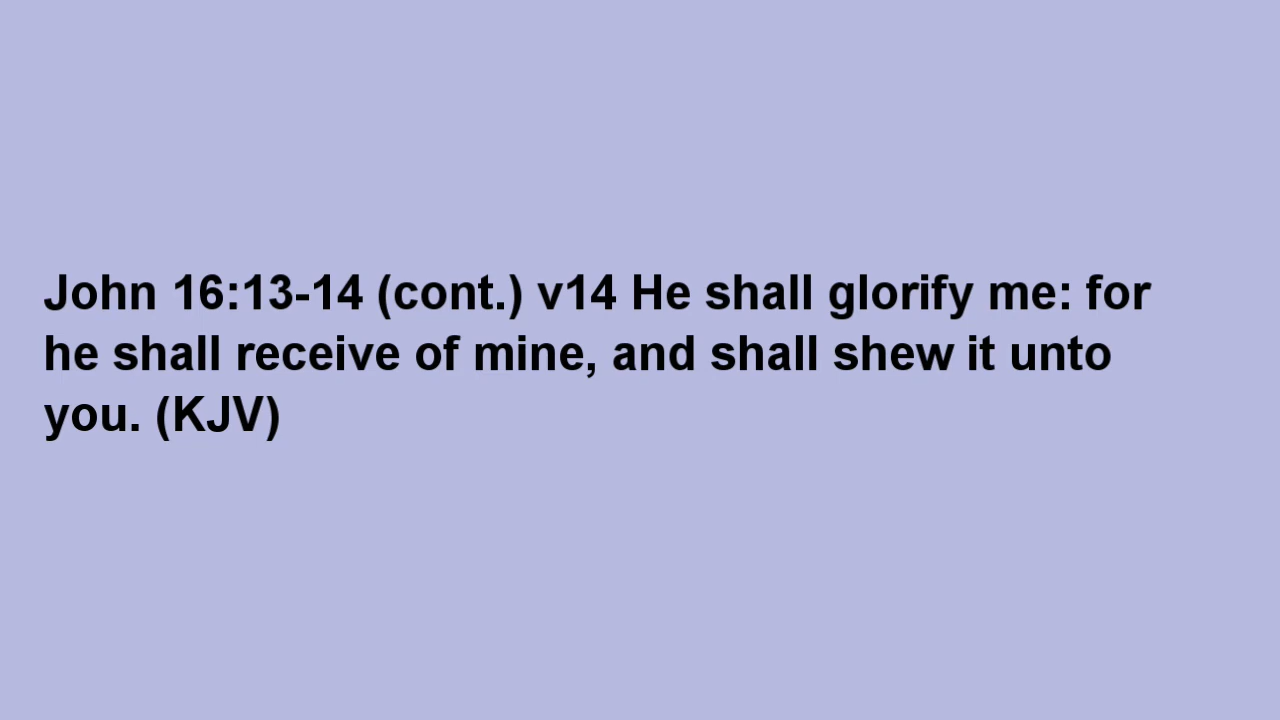 John 16:13-14 (cont.) v14 He shall glorify me: for
he shall receive of mine, and shall shew it unto
you. (KJV)